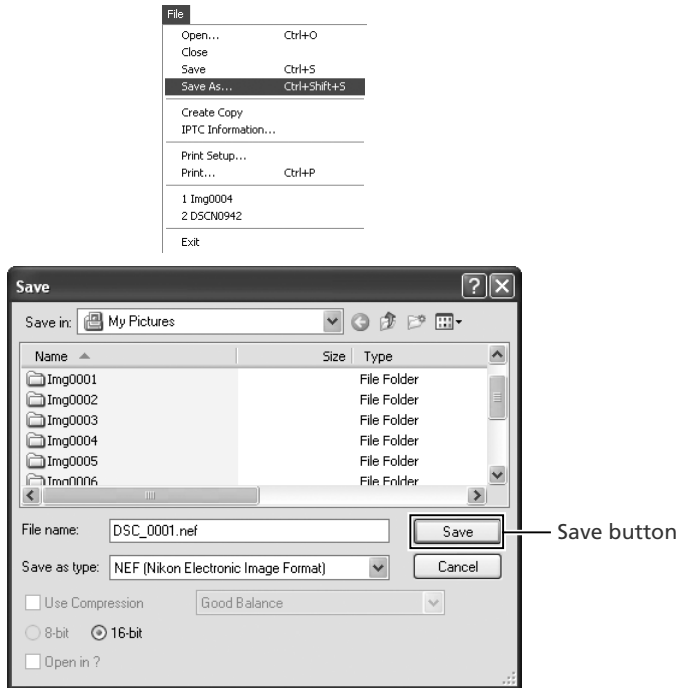 File
Open... Ctrl+O
Close
Save Ctrl+S
Save As... Ctrl+Shift+S
Create Copy
IPTC Information...
Print Setup...
Print... Ctrl+P
1 Img0004
2 DSCN0942
Exit
Save
Save in: My Pictures
Name Size Type
Img0001 File Folder
Img0002 File Folder
Img0003 File Folder
Img0004 File Folder
Img0005 File Folder
Img0006 File Folder
File name: DSC_0001.nef Save
Save button
Save as type: NEF (Nikon Electronic Image Format) Cancel
Use Compression Good Balance
8-bit 16-bit
Open in ?